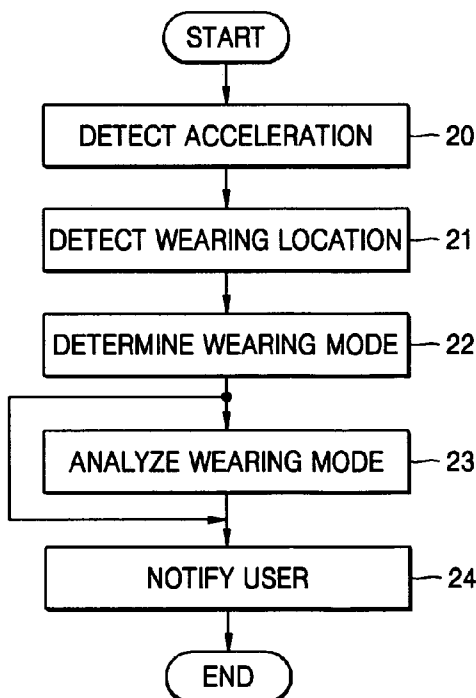 START
DETECT ACCELERATION 20
DETECT WEARING LOCATION 21
DETERMINE WEARING MODE 22
ANALYZE WEARING MODE 23
NOTIFY USER 24
END